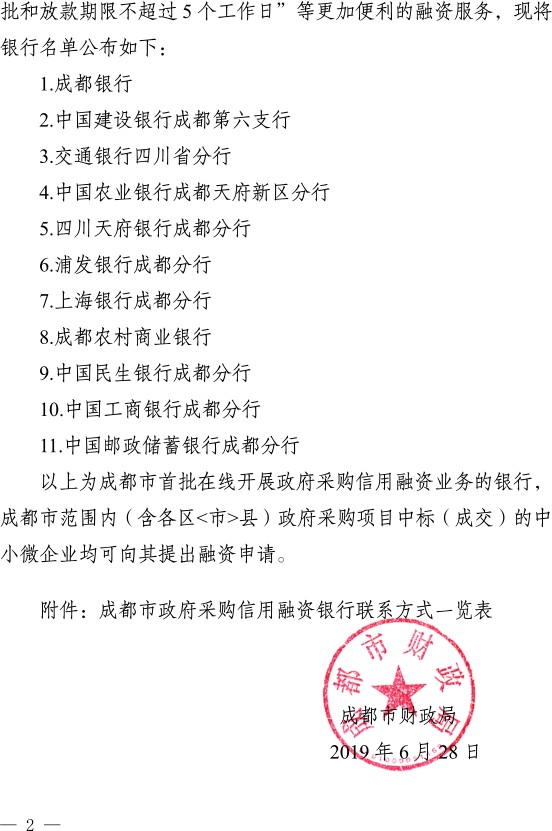 批和放款期限不超过 5 个工作日”等更加便利的融资服务，现将
银行名单公布如下：
1.成都银行
2.中国建设银行成都第六支行
3.交通银行四川省分行
4.中国农业银行成都天府新区分行
5.四川天府银行成都分行
6.浦发银行成都分行
7.上海银行成都分行
8.成都农村商业银行
9.中国民生银行成都分行
10.中国工商银行成都分行
11.中国邮政储蓄银行成都分行
以上为成都市首批在线开展政府采购信用融资业务的银行，
成都市范围内（含各区<市>县）政府采购项目中标（成交）的中
小微企业均可向其提出融资申请。
附件：成都市政府采购信用融资银行联系方式一览表
成都市财政局
成都市财政局
2019 年 6 月 28 日
— 2 —